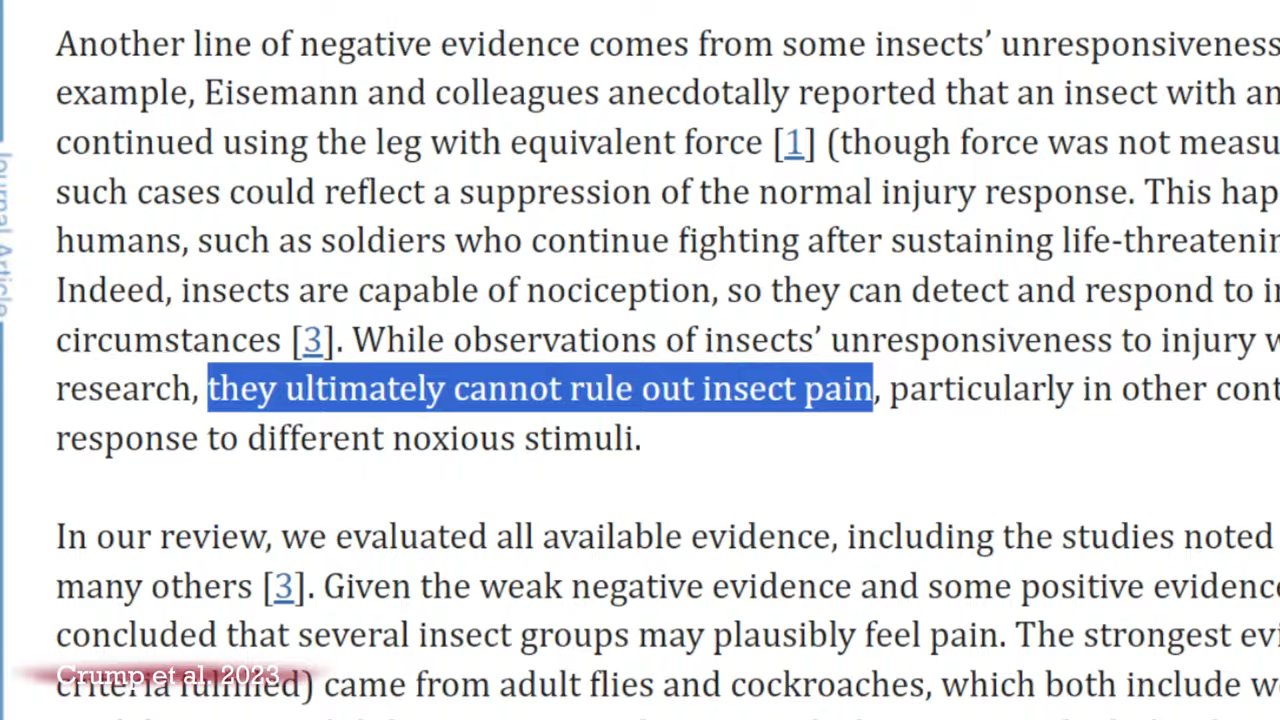 Another line of negative evidence comes from some insects’ unresponsiveness
example, Eisemann and colleagues anecdotally reported that an insect with an
continued using the leg with equivalent force [1] (though force was not measu
such cases could reflect a suppression of the normal injury response. This hap
humans, such as soldiers who continue fighting after sustaining life-threatenin
Indeed, insects are capable of nociception, so they can detect and respond to in
circumstances [3]. While observations of insects’ unresponsiveness to injury w
research, they ultimately cannot rule out insect pain, particularly in other cont
response to different noxious stimuli.
In our review, we evaluated all available evidence, including the studies noted
many others [3]. Given the weak negative evidence and some positive evidence
concluded that several insect groups may plausibly feel pain. The strongest evi
criteria fulfilled) came from adult flies and cockroaches, which both include we
Crump et al. 2023
Journal Article